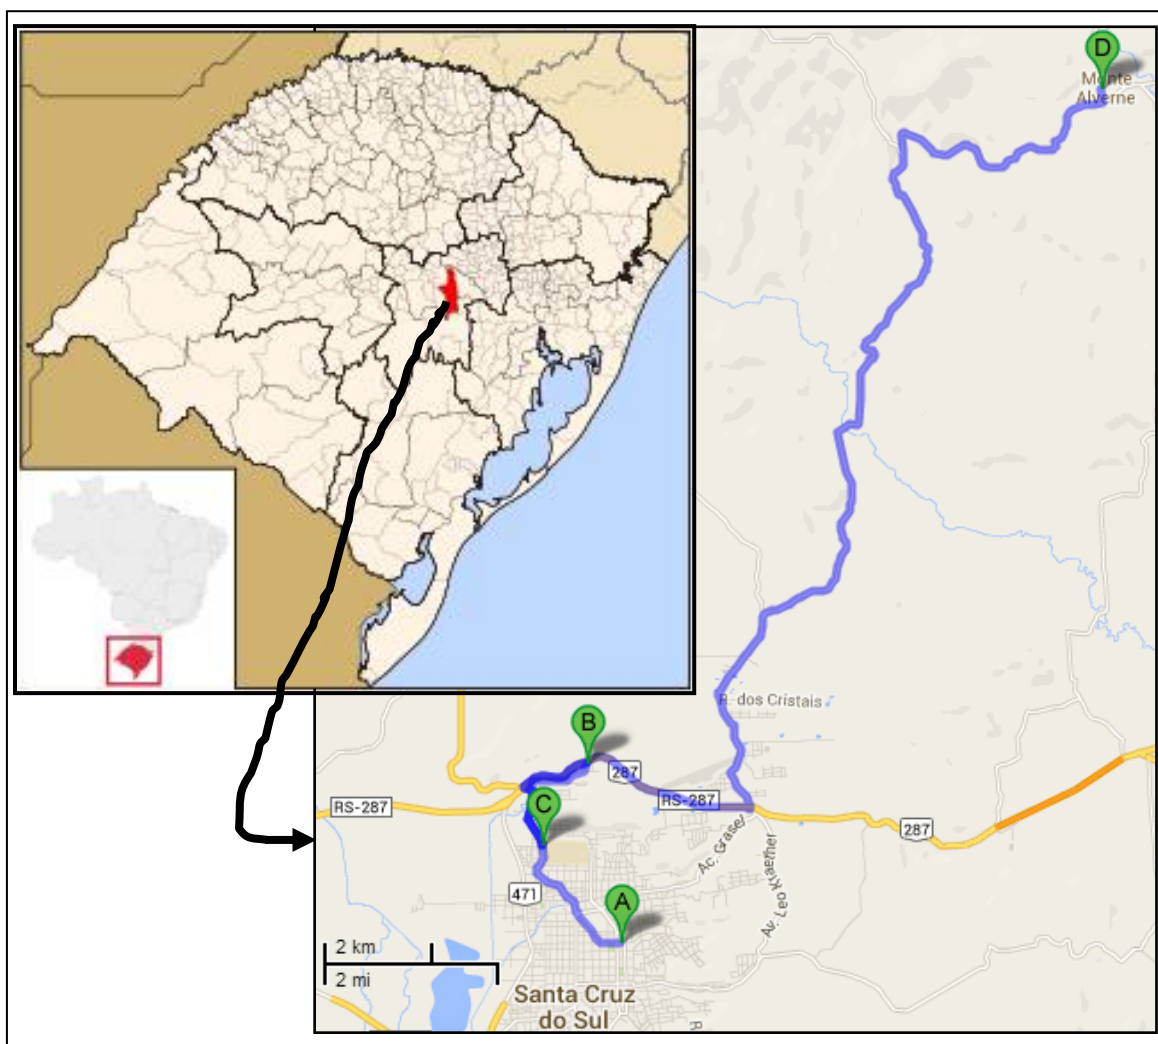 D
Monte
Alverne
R. dos Cristais
B
287
RS-287
RS-287
C
Ac. Grasel
287
Av. Leo Kraether
471
A
2 km
2 mi
Santa Cruz
do Sul
R